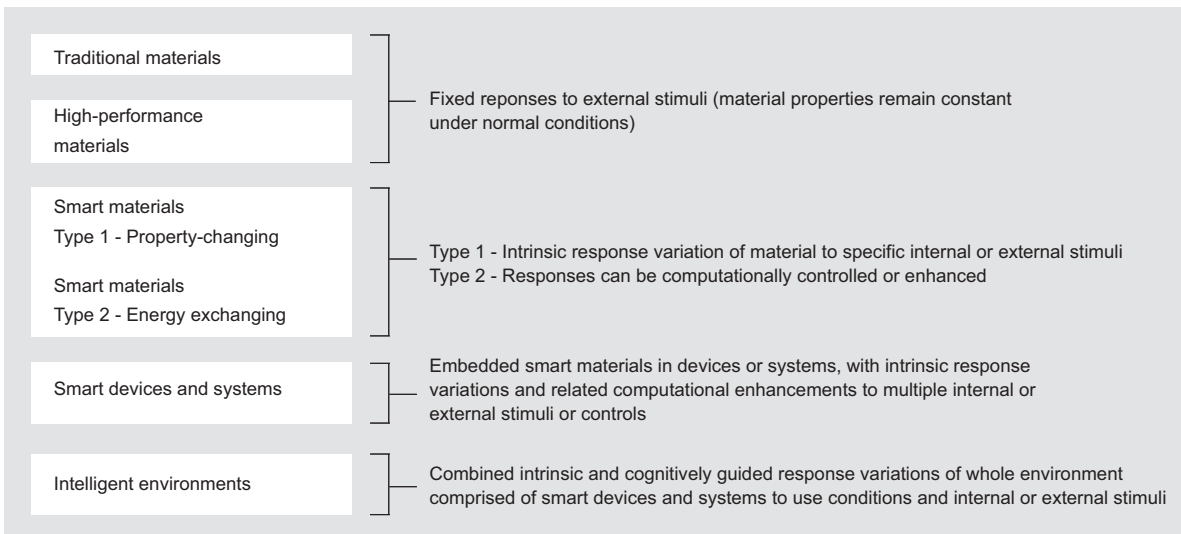 Traditional materials
High-performance
materials
Fixed reponses to external stimuli (material properties remain constant
under normal conditions)
Smart materials
Type 1 - Property-changing
Smart materials
Type 2 - Energy exchanging
Type 1 - Intrinsic response variation of material to specific internal or external stimuli
Type 2 - Responses can be computationally controlled or enhanced
Smart devices and systems
Embedded smart materials in devices or systems, with intrinsic response
variations and related computational enhancements to multiple internal or
external stimuli or controls
Intelligent environments
Combined intrinsic and cognitively guided response variations of whole environment
comprised of smart devices and systems to use conditions and internal or external stimuli